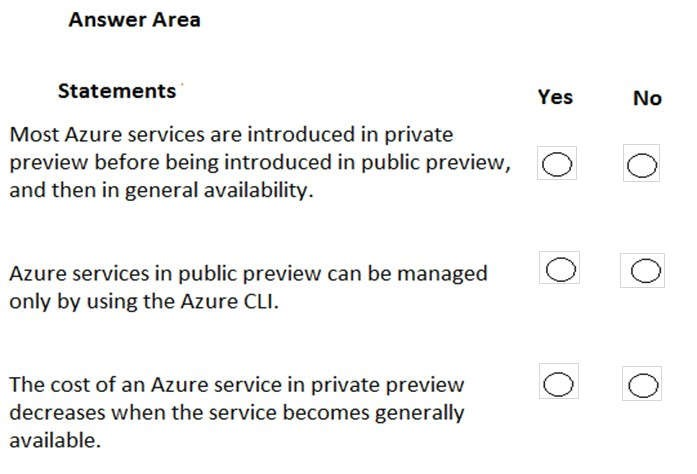 Answer Area
Statements
Yes No
Most Azure services are introduced in private
preview before being introduced in public preview,
and then in general availability.
Azure services in public preview can be managed
only by using the Azure CLI.
The cost of an Azure service in private preview
decreases when the service becomes generally
available.